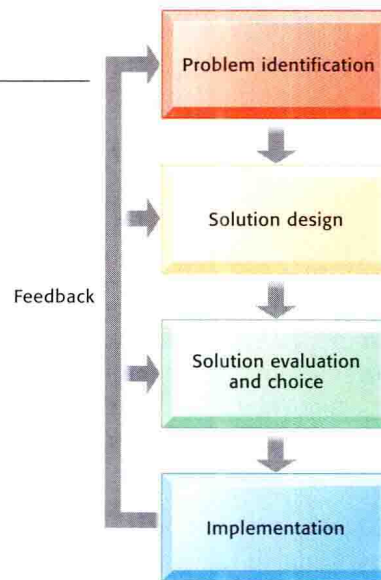 Problem identification
Solution design
Feedback
Solution evaluation
and choice
Implementation